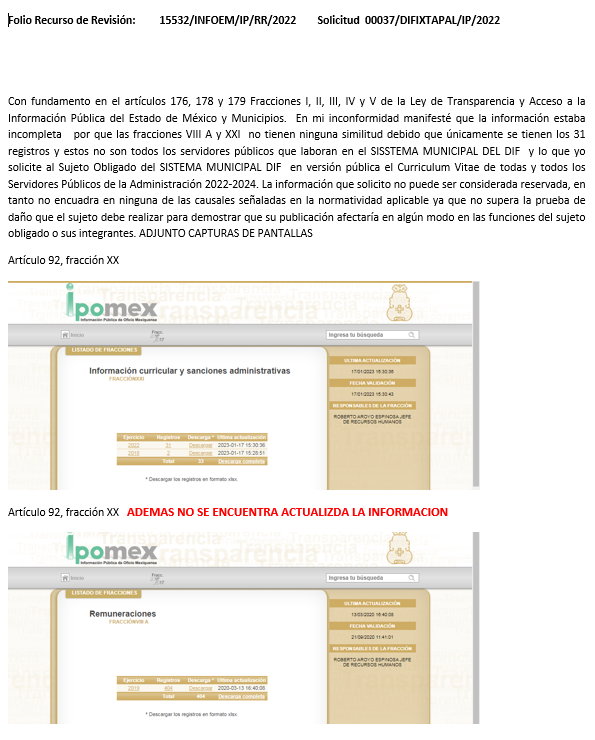 Folio Recurso de Revisión: 15532/INFOEM/IP/RR/2022 Solicitud 00037/DIFIXTAPAL/IP/2022
Con fundamento en el artículos 176, 178 y 179 Fracciones I, II, III, IV y V de la Ley de Transparencia y Acceso a la
Información Pública del Estado de México y Municipios. En mi inconformidad manifesté que la información estaba
incompleta por que las fracciones VIII A y XXI no tienen ninguna similitud debido que únicamente se tienen los 31
registros y estos no son todos los servidores públicos que laboran en el SISSTEMA MUNICIPAL DEL DIF y lo que yo
solicite al Sujeto Obligado del SISTEMA MUNICIPAL DIF en versión pública el Curriculum Vitae de todas y todos los
Servidores Públicos de la Administración 2022-2024. La información que solicito no puede ser considerada reservada, en
tanto no encuadra en ninguna de las causales señaladas en la normatividad aplicable ya que no supera la prueba de
daño que el sujeto debe realizar para demostrar que su publicación afectaría en algún modo en las funciones del sujeto
obligado o sus integrantes. ADJUNTO CAPTURAS DE PANTALLAS
Artículo 92, fracción XX
ipomex
Información Pública de Oficio Mexiquense
Inicio
Ingresa tu búsqueda
LISTADO DE FRACCIONES
Información curricular y sanciones administrativas
FRACCIÓNXXI
ULTIMA ACTUALIZACIÓN
17/01/2023 15:30:36
FECHA VALIDACIÓN
17/01/2023 15:30:43
RESPONSABLES DE LA FRACCIÓN
ROBERTO AROYO ESPINOSA JEFE
DE RECURSOS HUMANOS
Ejercicio Registros Descarga * Última actualización
2022 31 Descargar 2023-01-17 15:30:36
2018 2 Descargar 2023-01-17 15:28:51
Total 33 Descarga completa
* Descargar los registros en formato xlsx.
Artículo 92, fracción XX ADEMAS NO SE ENCUENTRA ACTUALIZDA LA INFORMACION
ipomex
Información Pública de Oficio Mexiquense
Inicio
Ingresa tu búsqueda
LISTADO DE FRACCIONES
Remuneraciones
FRACCIÓNVIII A
ULTIMA ACTUALIZACIÓN
13/03/2020 16:40:08
FECHA VALIDACIÓN
21/09/2020 11:41:01
RESPONSABLES DE LA FRACCIÓN
ROBERTO AROYO ESPINOSA JEFE
DE RECURSOS HUMANOS
Ejercicio Registros Descarga * Última actualización
2019 404 Descargar 2020-03-13 16:40:08
Total 404 Descarga completa
* Descargar los registros en formato xlsx.